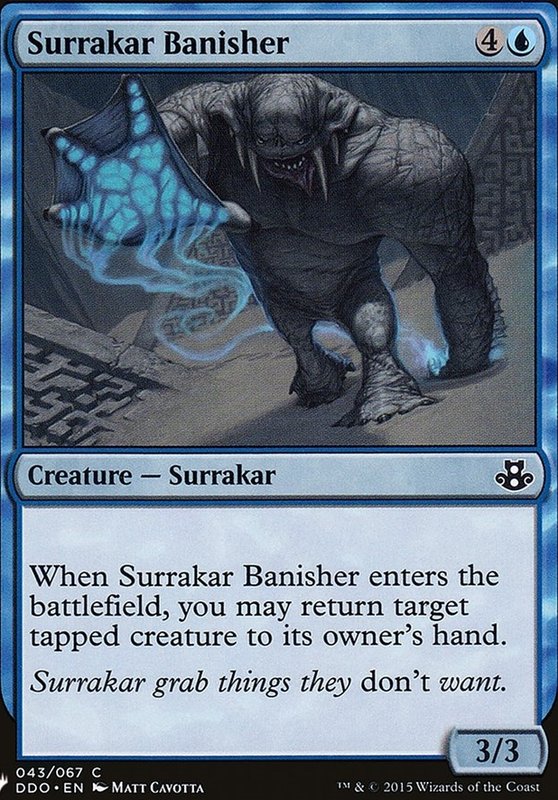 Surrakar Banisher 4
Creature — Surrakar
When Surrakar Banisher enters the
battlefield, you may return target
tapped creature to its owner's hand.
Surrakar grab things they don't want.
3/3
043/067 C
DDO • EN Matt Cavotta
™ & © 2015 Wizards of the Coast